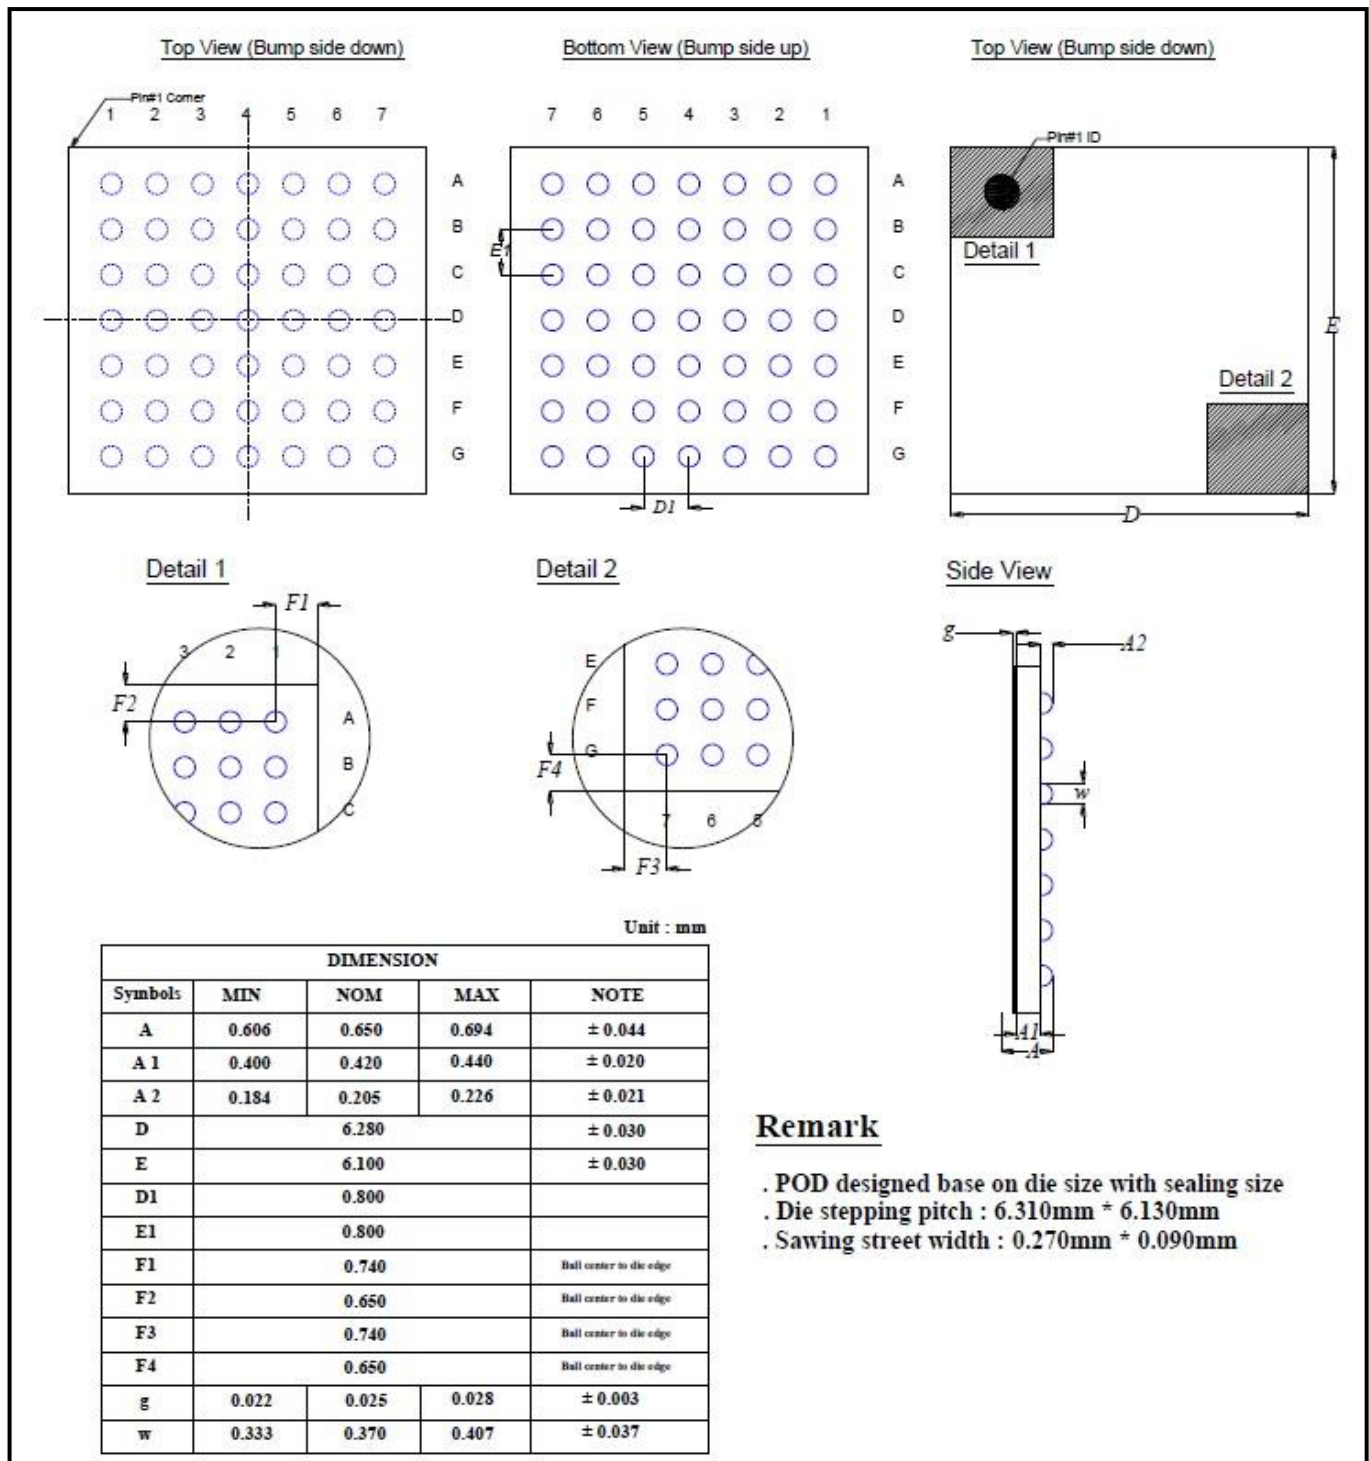 Top View (Bump side down)
Bottom View (Bump side up)
Top View (Bump side down)
Pin#1 Corner
1 2 3 4 5 6 7
7 6 5 4 3 2 1
Pin#1 ID
A
B
C
D
E
F
G
E1
D1
A
B
C
D
E
F
G
Detail 1
Detail 2
E
D
Detail 1
F1
F2
3 2 1
A
B
C
Detail 2
E
F
G
F4
7 6 5
F3
Side View
g
A2
w
A1
A
Unit : mm
DIMENSION
Symbols MIN NOM MAX NOTE
A 0.606 0.650 0.694 ± 0.044
A 1 0.400 0.420 0.440 ± 0.020
A 2 0.184 0.205 0.226 ± 0.021
D 6.280 ± 0.030
E 6.100 ± 0.030
D1 0.800
E1 0.800
F1 0.740 Ball center to die edge
F2 0.650 Ball center to die edge
F3 0.740 Ball center to die edge
F4 0.650 Ball center to die edge
g 0.022 0.025 0.028 ± 0.003
w 0.333 0.370 0.407 ± 0.037
Remark
. POD designed base on die size with sealing size
. Die stepping pitch : 6.310mm * 6.130mm
. Sawing street width : 0.270mm * 0.090mm